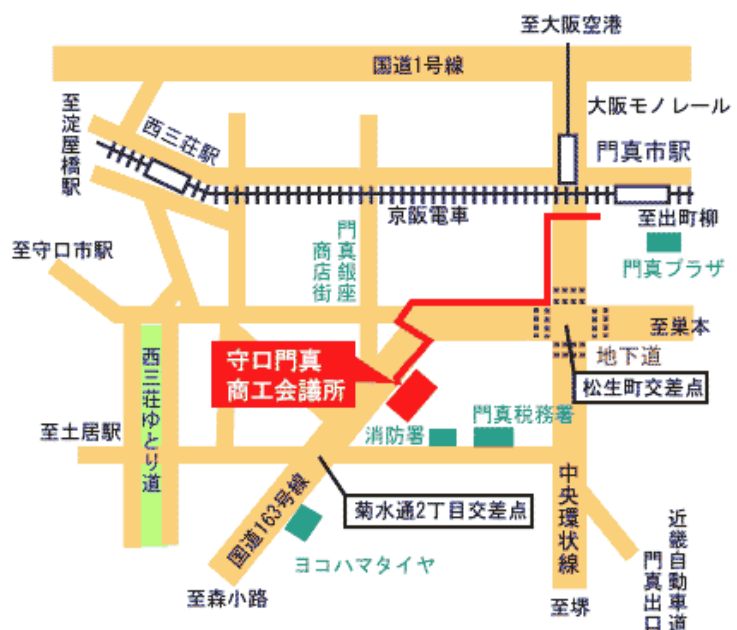 至大阪空港
国道1号線
大阪モノレール
至淀屋橋駅
西三荘駅
門真市駅
京阪電車
至出町柳
門真プラザ
至守口市駅
門真銀座
商店街
至巣本
地下道
松生町交差点
守口門真
商工会議所
西三荘ゆとり道
至土居駅
消防署
門真税務署
菊水通2丁目交差点
国道163号線
ヨコハマタイヤ
中央環状線
近畿自動車道
門真出口
至森小路
至堺